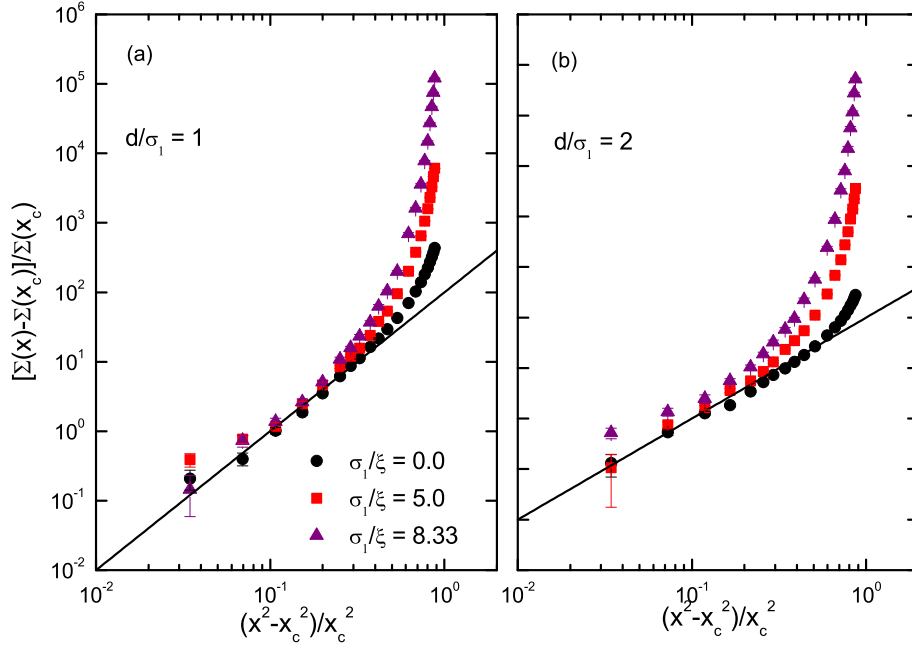 10^6
10^5
10^4
10^3
10^2
10^1
10^0
10^-1
10^-2
[Σ(x)-Σ(x_c)]/Σ(x_c)
(a)
d/σ_1 = 1
σ_1/ξ = 0.0
σ_1/ξ = 5.0
σ_1/ξ = 8.33
10^-2 10^-1 10^0
(x^2-x_c^2)/x_c^2
(b)
d/σ_1 = 2
10^-2 10^-1 10^0
(x^2-x_c^2)/x_c^2